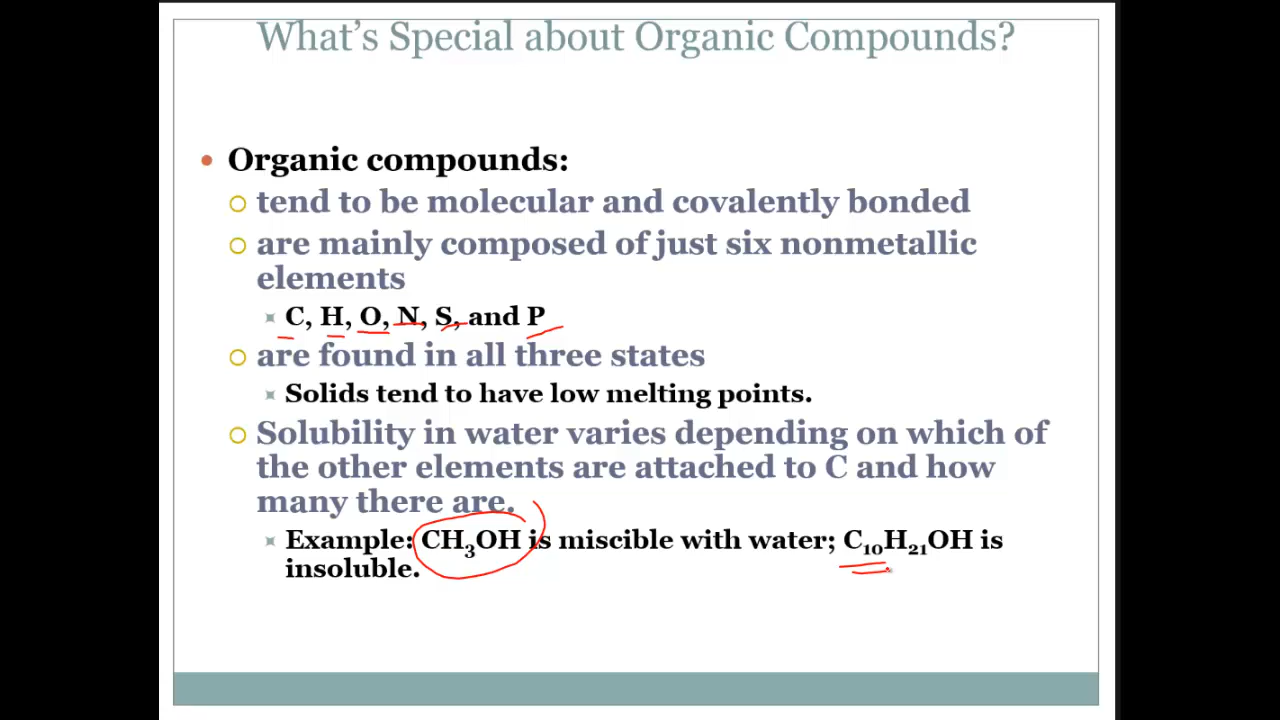 What's Special about Organic Compounds?
• Organic compounds:
○ tend to be molecular and covalently bonded
○ are mainly composed of just six nonmetallic
elements
C, H, O, N, S, and P
○ are found in all three states
Solids tend to have low melting points.
○ Solubility in water varies depending on which of
the other elements are attached to C and how
many there are.
Example: CH₃OH is miscible with water; C₁₀H₂₁OH is
insoluble.